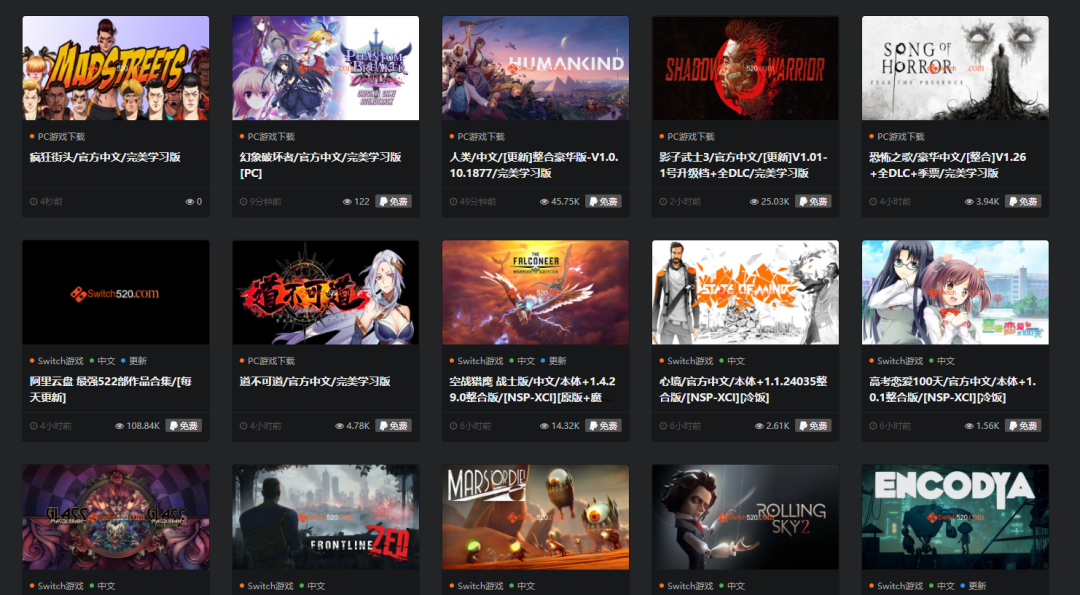 MADSTREETS
PHANTOM BREAKER
HUMANKIND
SHADOW WARRIOR
SONG OF HORROR
FEAR THE PRESENCE
PC游戏下载
PC游戏下载
PC游戏下载
PC游戏下载
PC游戏下载
疯狂街头/官方中文/完美学习版
幻象破坏者/官方中文/完美学习版
[PC]
人类/中文/[更新]整合豪华版-V1.0.
10.1877/完美学习版
影子武士3/官方中文/[更新]V1.01-
1号升级档+全DLC/完美学习版
恐怖之歌/豪华中文/[整合]V1.26
+全DLC+季票/完美学习版
4秒前 0
9分钟前 122 免费
49分钟前 45.75K 免费
2小时前 25.03K 免费
4小时前 3.94K 免费
Switch520.com
道不可道
THE FALCONEER
WARRIOR EDITION
STATE OF MIND
高考恋爱100天
Switch游戏 中文 更新
PC游戏下载
Switch游戏 中文 更新
Switch游戏 中文
Switch游戏 中文
阿里云盘 最强522部作品合集/[每
天更新]
道不可道/官方中文/完美学习版
空战猎鹰 战士版/中文/本体+1.4.2
9.0整合版/[NSP-XCI][原版+魔...
心境/官方中文/本体+1.1.24035整
合版/[NSP-XCI][冷饭]
高考恋爱100天/官方中文/本体+1.
0.1整合版/[NSP-XCI][冷饭]
4小时前 108.84K 免费
4小时前 4.78K 免费
6小时前 14.32K 免费
6小时前 2.61K 免费
6小时前 1.56K 免费
GLASS GLASS
FRONTLINE ZED
MARS OR DIE!
ROLLING SKY2
ENCODYA
Switch游戏 中文
Switch游戏 中文
Switch游戏 中文
Switch游戏 中文
Switch游戏 中文 更新